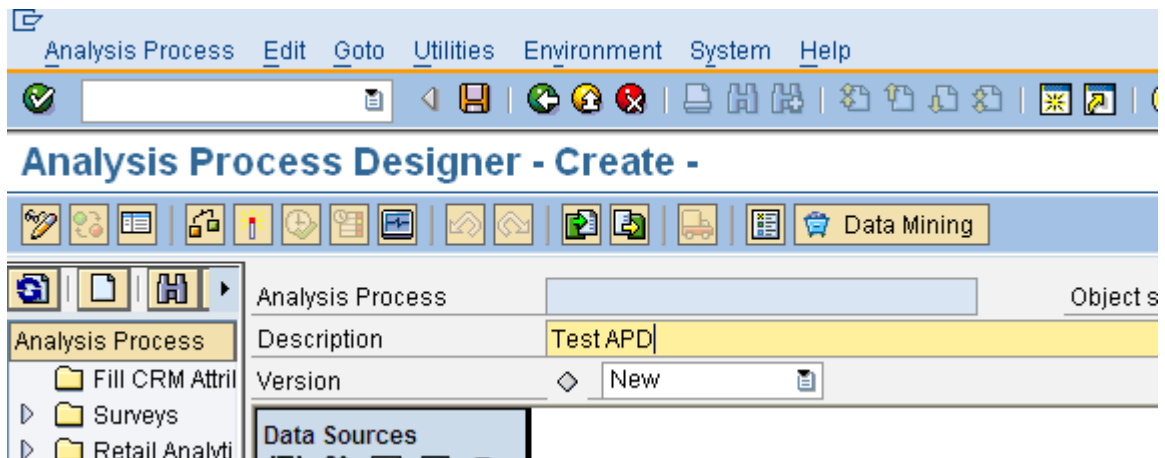 Analysis Process Edit Goto Utilities Environment System Help
Analysis Process Designer - Create -
Data Mining
Analysis Process Object s
Analysis Process Description Test APD
Fill CRM Attril Version New
Surveys
Data Sources
Retail Analyti